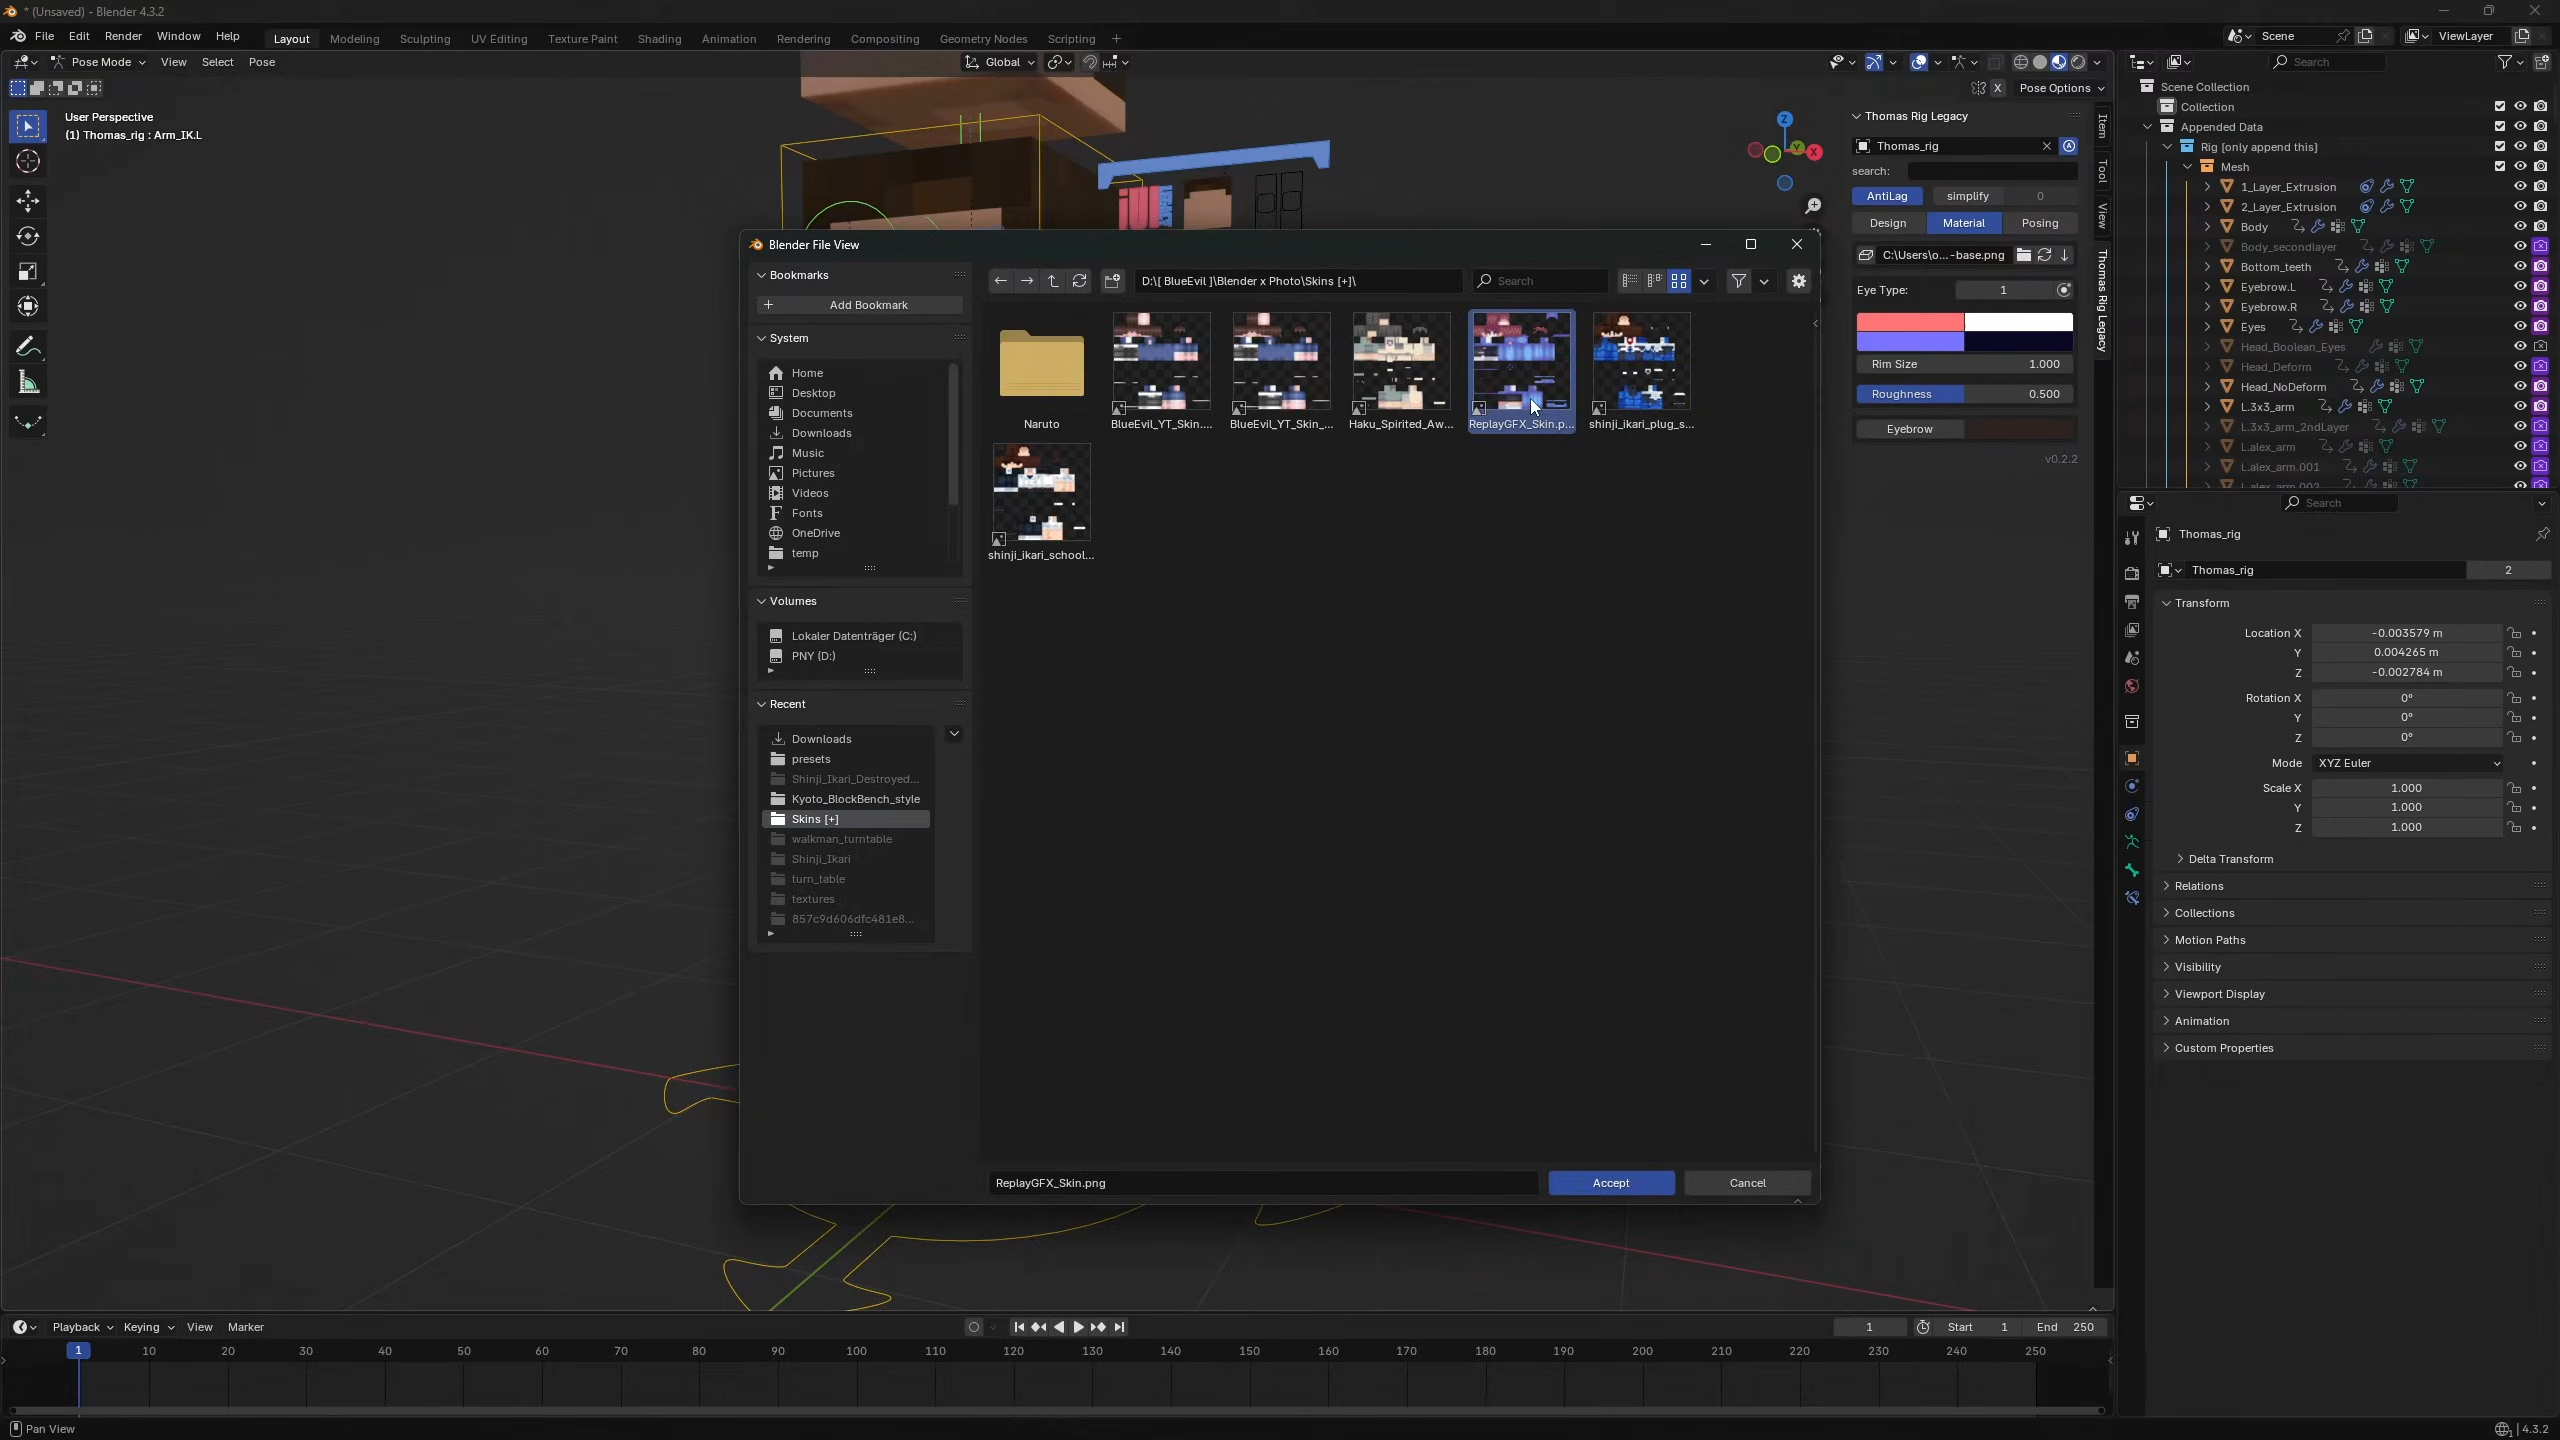 * (Unsaved) - Blender 4.3.2
File Edit Render Window Help
Layout Modeling Sculpting UV Editing Texture Paint Shading Animation Rendering Compositing Geometry Nodes Scripting +
Scene
ViewLayer
Pose Mode View Select Pose
Global
Search
X Pose Options
User Perspective
(1) Thomas_rig : Arm_IK.L
Z
Y
X
Thomas Rig Legacy
Thomas_rig
search:
AntiLag simplify 0
Design Material Posing
C:\Users\o...-base.png
Eye Type: 1
Rim Size 1.000
Roughness 0.500
Eyebrow
v0.2.2
Item
Tool
View
Thomas Rig Legacy
Blender File View
Bookmarks
Add Bookmark
System
Home
Desktop
Documents
Downloads
Music
Pictures
Videos
Fonts
OneDrive
temp
Volumes
Lokaler Datenträger (C:)
PNY (D:)
Recent
Downloads
presets
Shinji_Ikari_Destroyed...
Kyoto_BlockBench_style
Skins [+]
walkman_turntable
Shinji_Ikari
turn_table
textures
857c9d606dfc481e8...
D:\[ BlueEvil ]\Blender x Photo\Skins [+]\
Search
Naruto
BlueEvil_YT_Skin....
BlueEvil_YT_Skin_...
Haku_Spirited_Aw...
ReplayGFX_Skin.p...
shinji_ikari_plug_s...
shinji_ikari_school...
ReplayGFX_Skin.png
Accept
Cancel
Scene Collection
Collection
Appended Data
Rig [only append this]
Mesh
1_Layer_Extrusion
2_Layer_Extrusion
Body
Body_secondlayer
Bottom_teeth
Eyebrow.L
Eyebrow.R
Eyes
Head_Boolean_Eyes
Head_Deform
Head_NoDeform
L.3x3_arm
L.3x3_arm_2ndLayer
L.alex_arm
L.alex_arm.001
L.alex_arm.002
Search
Thomas_rig
Thomas_rig 2
Transform
Location X -0.003579 m
Y 0.004265 m
Z -0.002784 m
Rotation X 0°
Y 0°
Z 0°
Mode XYZ Euler
Scale X 1.000
Y 1.000
Z 1.000
Delta Transform
Relations
Collections
Motion Paths
Visibility
Viewport Display
Animation
Custom Properties
Playback Keying View Marker
1 Start 1 End 250
1 10 20 30 40 50 60 70 80 90 100 110 120 130 140 150 160 170 180 190 200 210 220 230 240 250
Pan View
4.3.2